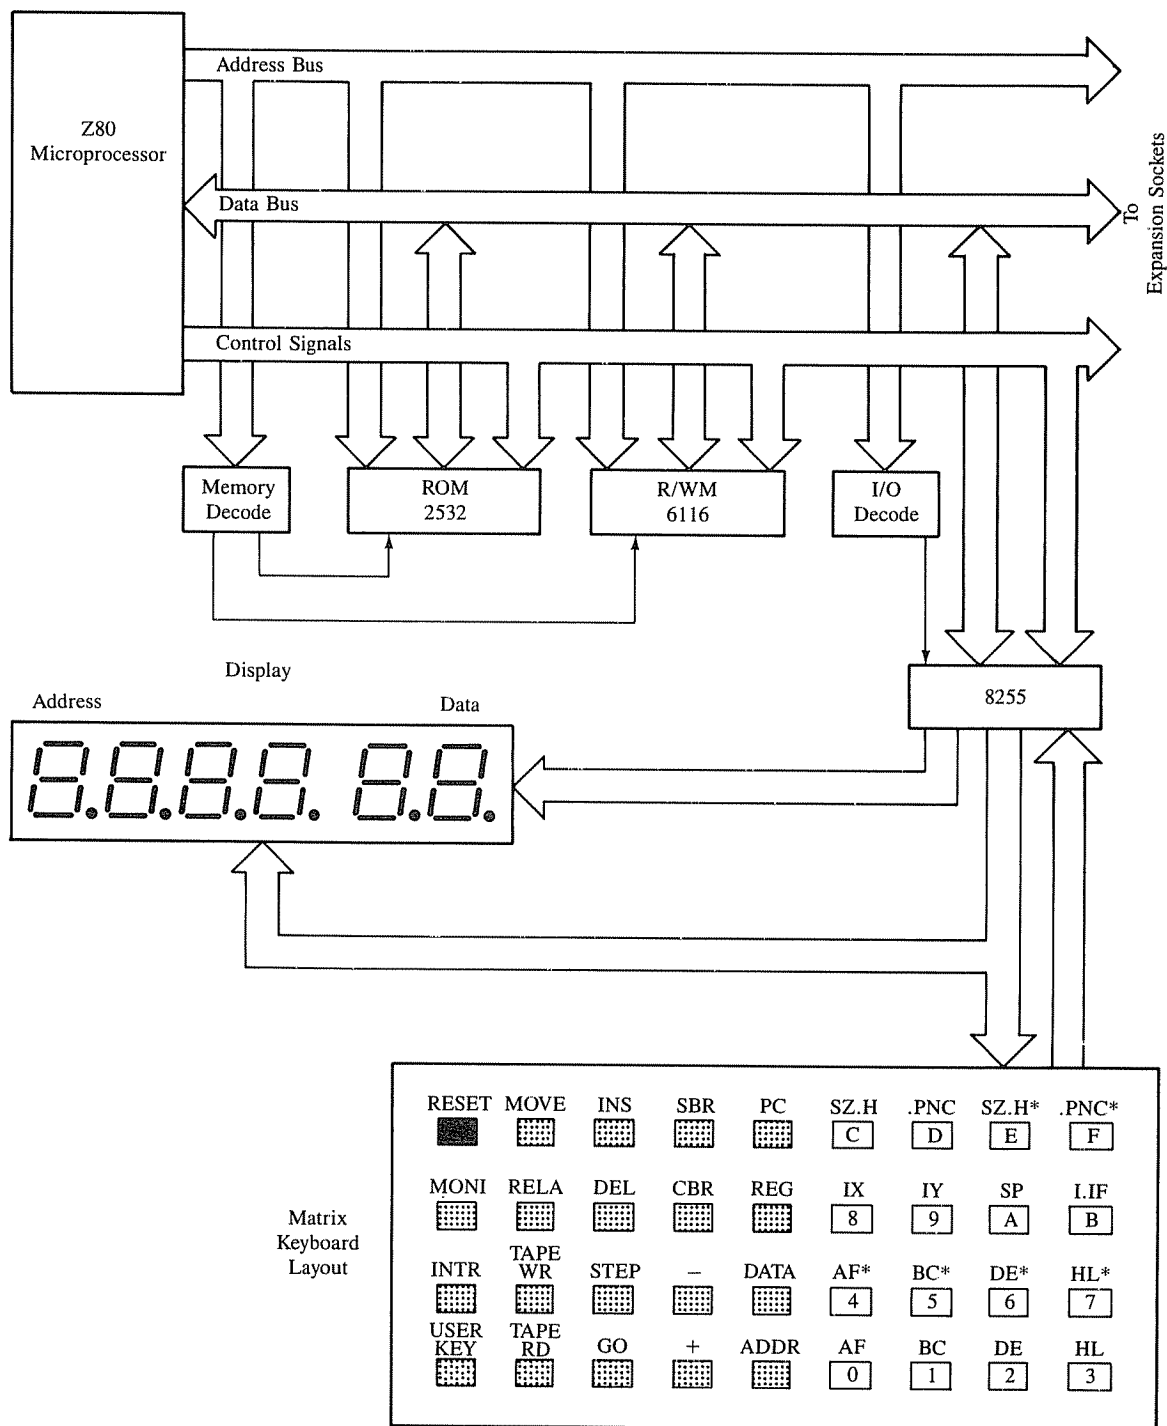 Address Bus
Z80
Microprocessor
Data Bus
To
Expansion Sockets
Control Signals
Memory
Decode
ROM
2532
R/WM
6116
I/O
Decode
Display
Address
Data
8255
Matrix
Keyboard
Layout
RESET MOVE INS SBR PC SZ.H .PNC SZ.H* .PNC*
C D E F
MONI RELA DEL CBR REG IX IY SP I.IF
8 9 A B
INTR TAPE WR STEP − DATA AF* BC* DE* HL*
4 5 6 7
USER KEY TAPE RD GO + ADDR AF BC DE HL
0 1 2 3